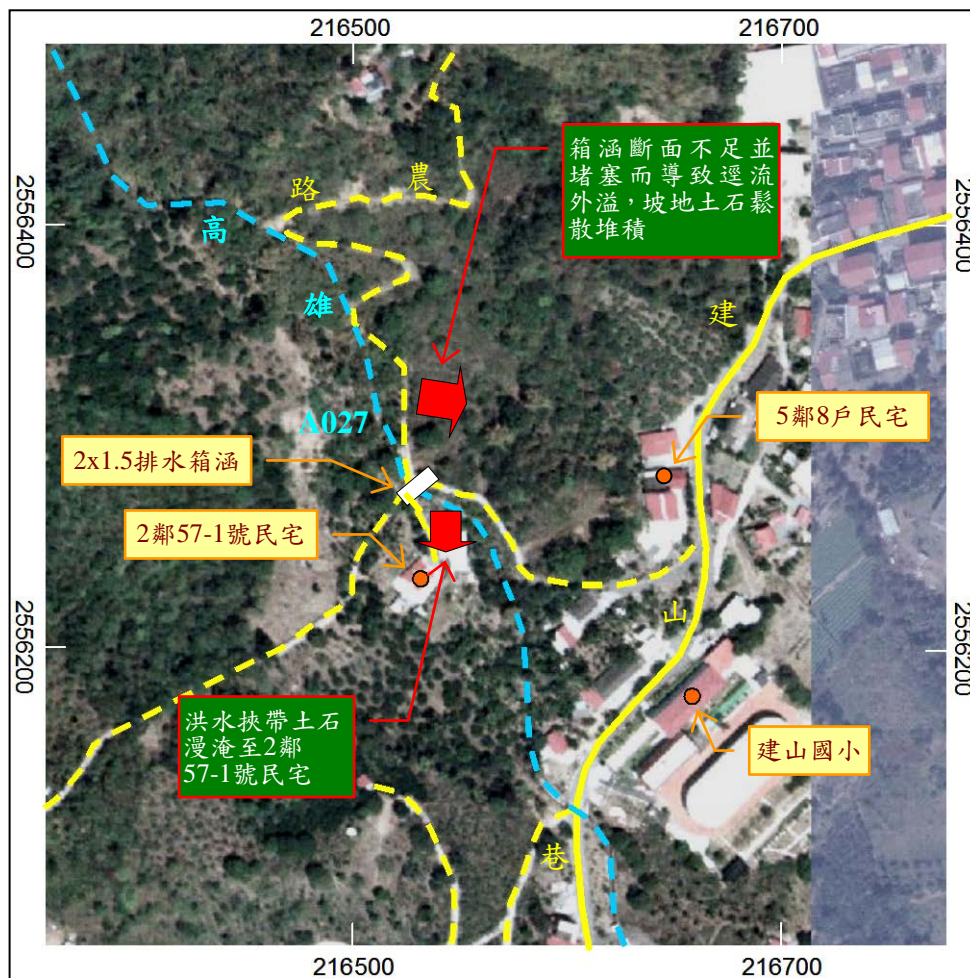 216500
216700
箱涵斷面不足並
堵塞而導致逕流
外溢，坡地土石鬆
散堆積
農
路
2556400
2556400
高
雄
A027
建
5鄰8戶民宅
2x1.5排水箱涵
2鄰57-1號民宅
山
2556200
2556200
洪水挾帶土石
漫淹至2鄰
57-1號民宅
建山國小
巷
216500
216700